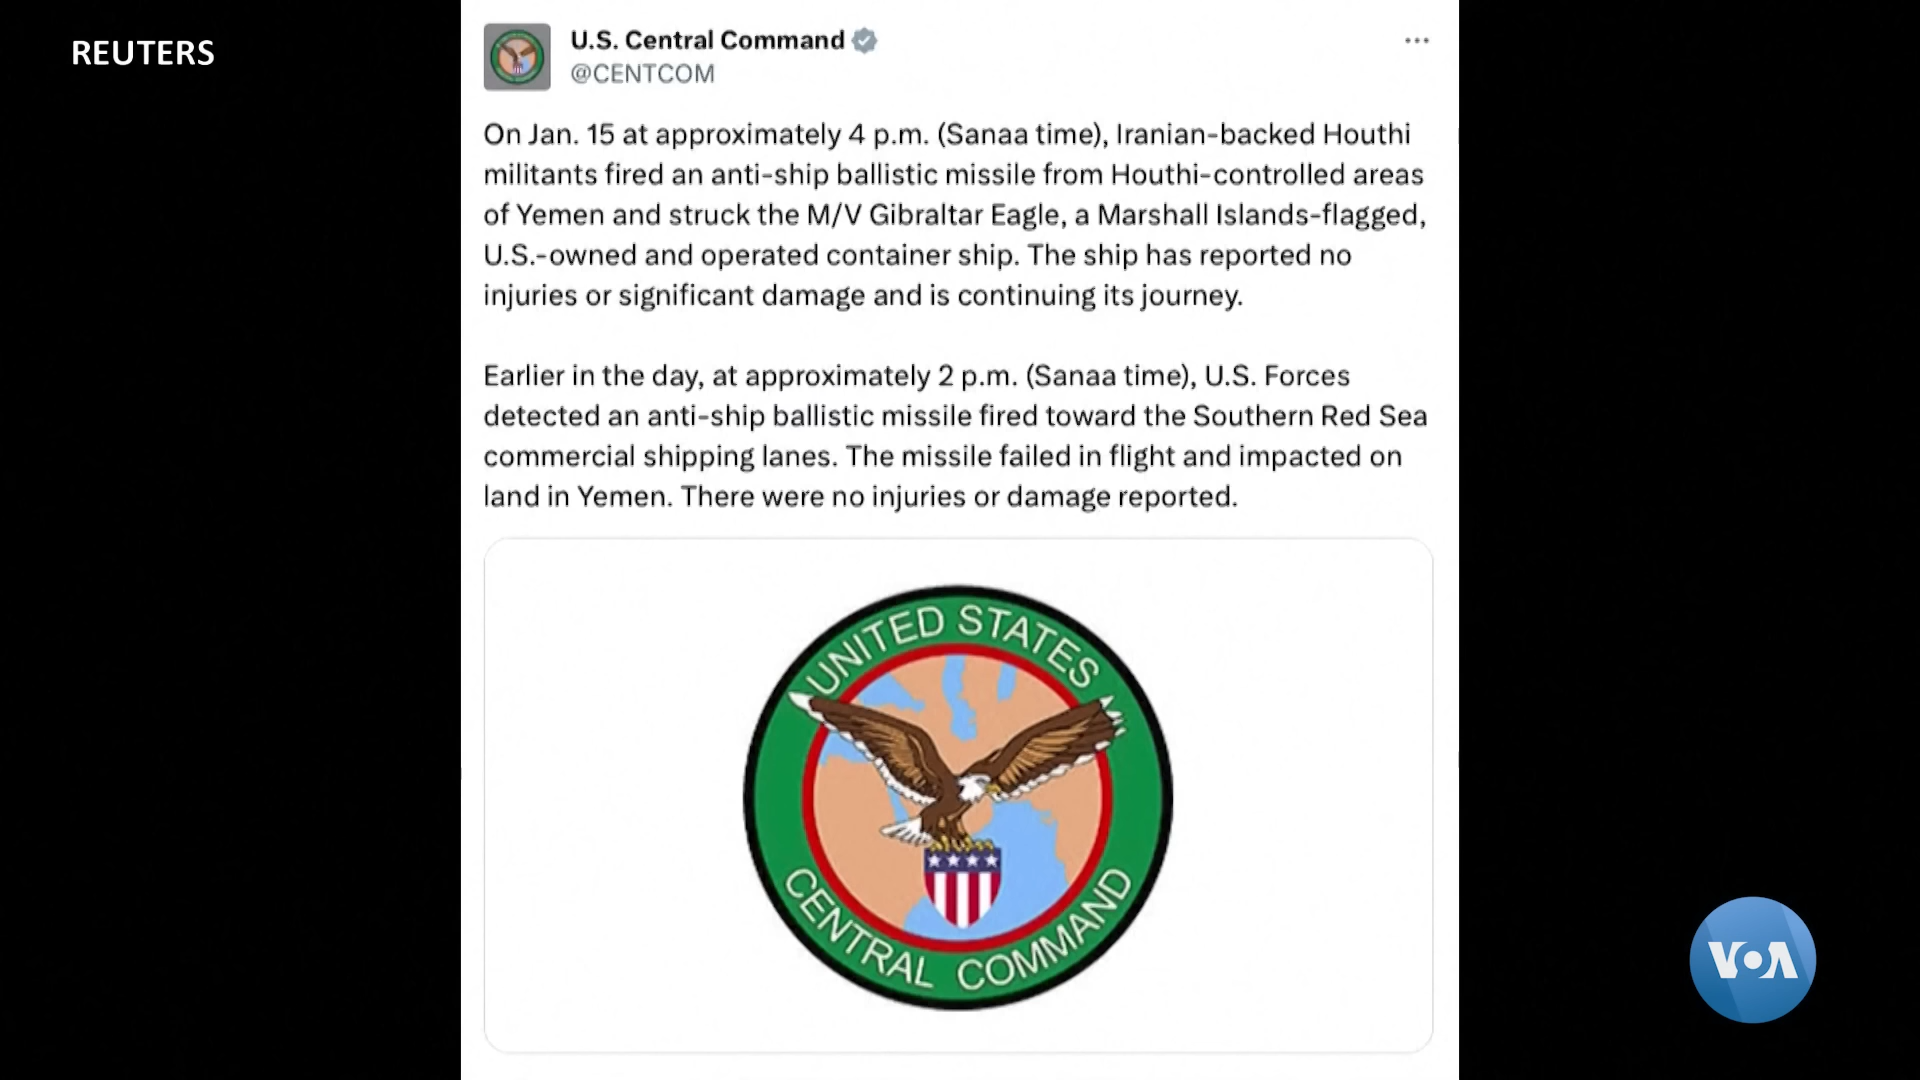 REUTERS
U.S. Central Command
@CENTCOM
On Jan. 15 at approximately 4 p.m. (Sanaa time), Iranian-backed Houthi
militants fired an anti-ship ballistic missile from Houthi-controlled areas
of Yemen and struck the M/V Gibraltar Eagle, a Marshall Islands-flagged,
U.S.-owned and operated container ship. The ship has reported no
injuries or significant damage and is continuing its journey.
Earlier in the day, at approximately 2 p.m. (Sanaa time), U.S. Forces
detected an anti-ship ballistic missile fired toward the Southern Red Sea
commercial shipping lanes. The missile failed in flight and impacted on
land in Yemen. There were no injuries or damage reported.
UNITED STATES
CENTRAL COMMAND
VOA